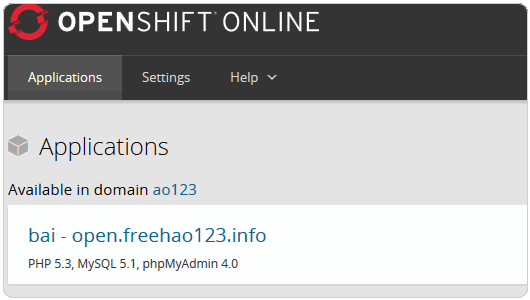 OPENSHIFT ONLINE
Applications Settings Help
Applications
Available in domain ao123
bai - open.freehao123.info
PHP 5.3, MySQL 5.1, phpMyAdmin 4.0